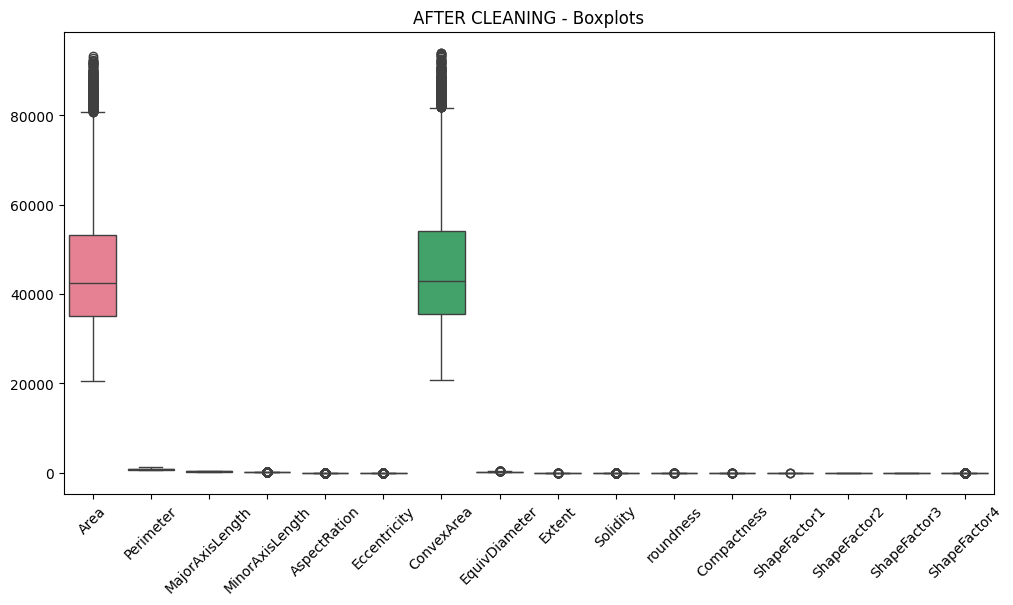 AFTER CLEANING - Boxplots
80000
60000
40000
20000
0
Area
Perimeter
MajorAxisLength
MinorAxisLength
AspectRation
Eccentricity
ConvexArea
EquivDiameter
Extent
Solidity
roundness
Compactness
ShapeFactor1
ShapeFactor2
ShapeFactor3
ShapeFactor4